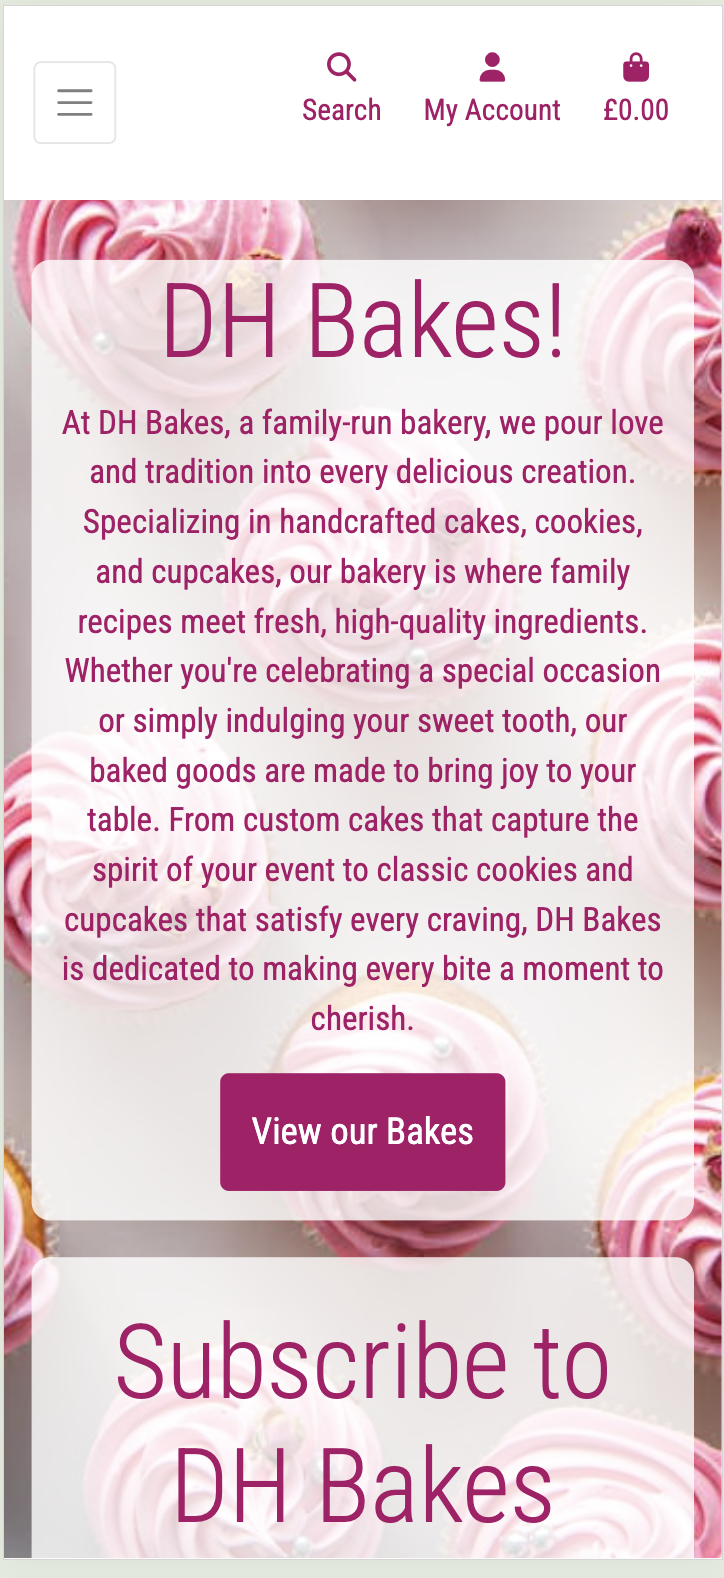 Search
My Account
£0.00
DH Bakes!
At DH Bakes, a family-run bakery, we pour love
and tradition into every delicious creation.
Specializing in handcrafted cakes, cookies,
and cupcakes, our bakery is where family
recipes meet fresh, high-quality ingredients.
Whether you're celebrating a special occasion
or simply indulging your sweet tooth, our
baked goods are made to bring joy to your
table. From custom cakes that capture the
spirit of your event to classic cookies and
cupcakes that satisfy every craving, DH Bakes
is dedicated to making every bite a moment to
cherish.
View our Bakes
Subscribe to
DH Bakes